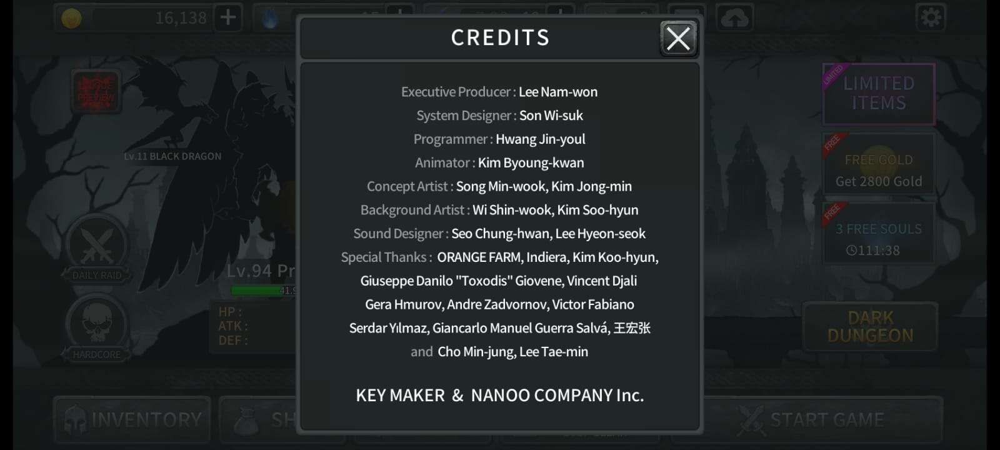 16,138
CREDITS
Executive Producer : Lee Nam-won
System Designer : Son Wi-suk
Programmer : Hwang Jin-youl
Animator : Kim Byoung-kwan
Concept Artist : Song Min-wook, Kim Jong-min
Background Artist : Wi Shin-wook, Kim Soo-hyun
Sound Designer : Seo Chung-hwan, Lee Hyeon-seok
Special Thanks : ORANGE FARM, Indiera, Kim Koo-hyun,
Giuseppe Danilo "Toxodis" Giovene, Vincent Djali
Gera Hmurov, Andre Zadvornov, Victor Fabiano
Serdar Yılmaz, Giancarlo Manuel Guerra Salvá, 王宏张
and Cho Min-jung, Lee Tae-min
KEY MAKER & NANOO COMPANY Inc.
UNIQUE
PREVIEW
Lv.11 BLACK DRAGON
DAILY RAID
HARDCORE
Lv.94 Pr
41.9
HP :
ATK :
DEF :
LIMITED
LIMITED
ITEMS
FREE
FREE GOLD
Get 2800 Gold
FREE
3 FREE SOULS
111:38
DARK
DUNGEON
INVENTORY
SH
START GAME